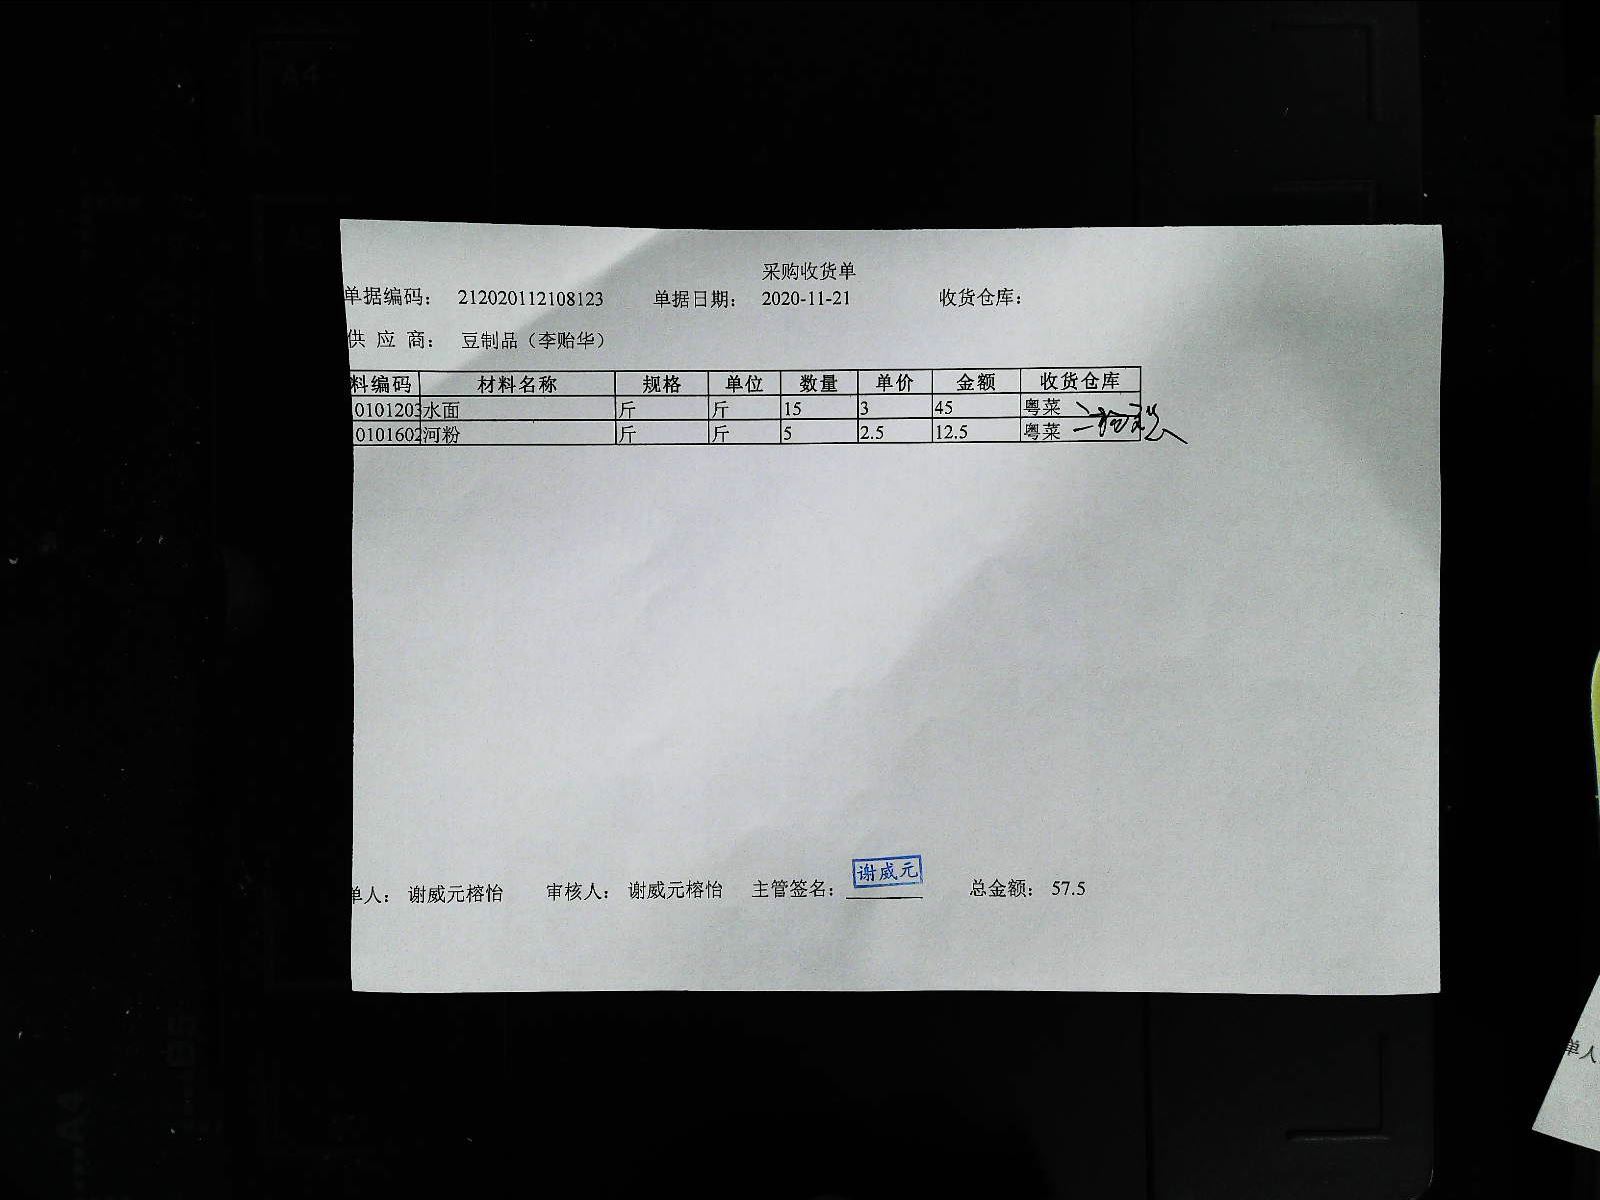 采购收货单
单据编码： 212020112108123 单据日期： 2020-11-21 收货仓库：
供 应 商： 豆制品（李贻华）
料编码 材料名称 规格 单位 数量 单价 金额 收货仓库
0101203 水面 斤 斤 15 3 45 粤菜
0101602 河粉 斤 斤 5 2.5 12.5 粤菜
谢威元
单人： 谢威元榕怡 审核人： 谢威元榕怡 主管签名： 总金额： 57.5
单人
A4